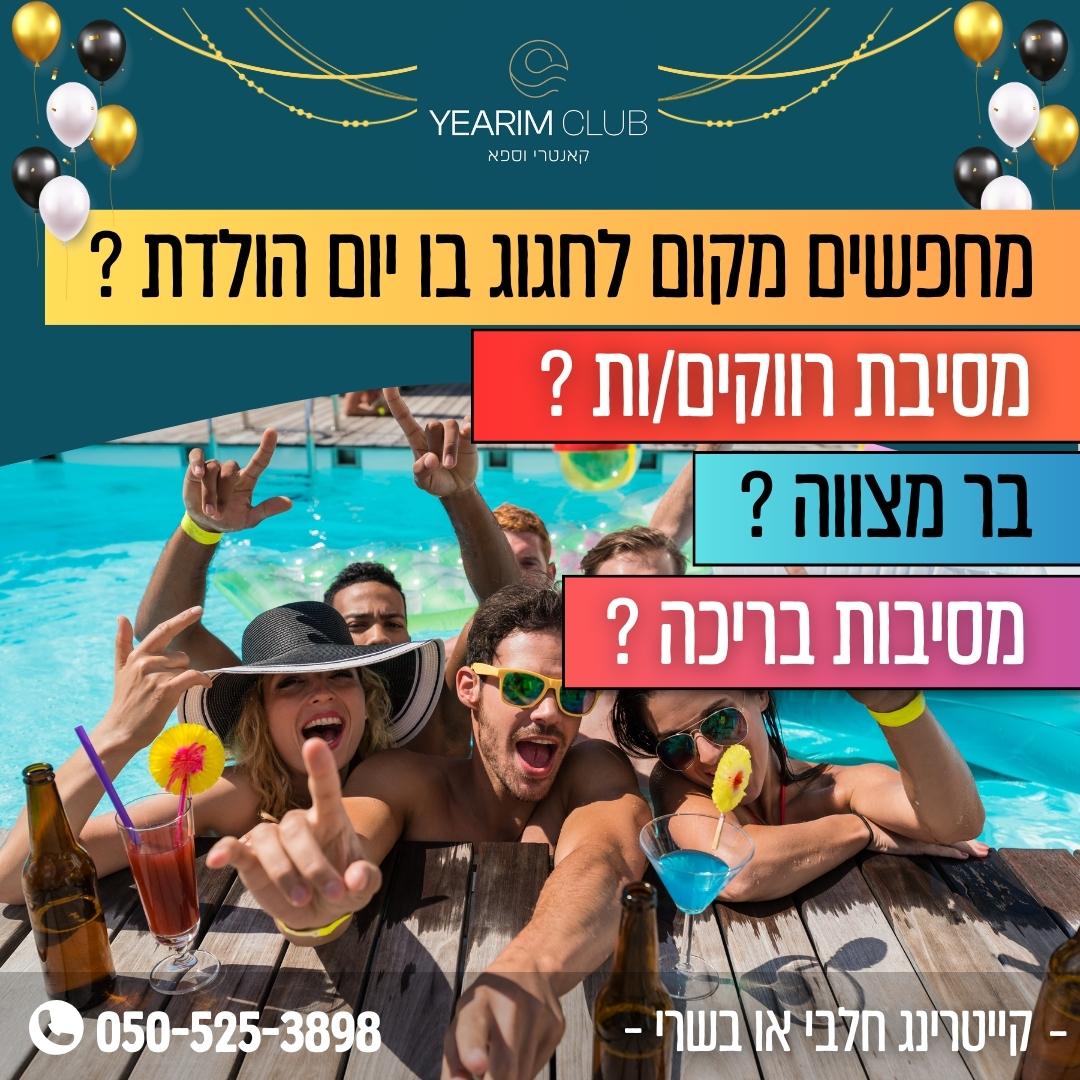 YEARIM CLUB
קאנטרי וספא
מחפשים מקום לחגוג בו יום הולדת ?
מסיבת רווקים/ות ?
בר מצווה ?
מסיבות בריכה ?
- קייטרינג חלבי או בשרי -
050-525-3898